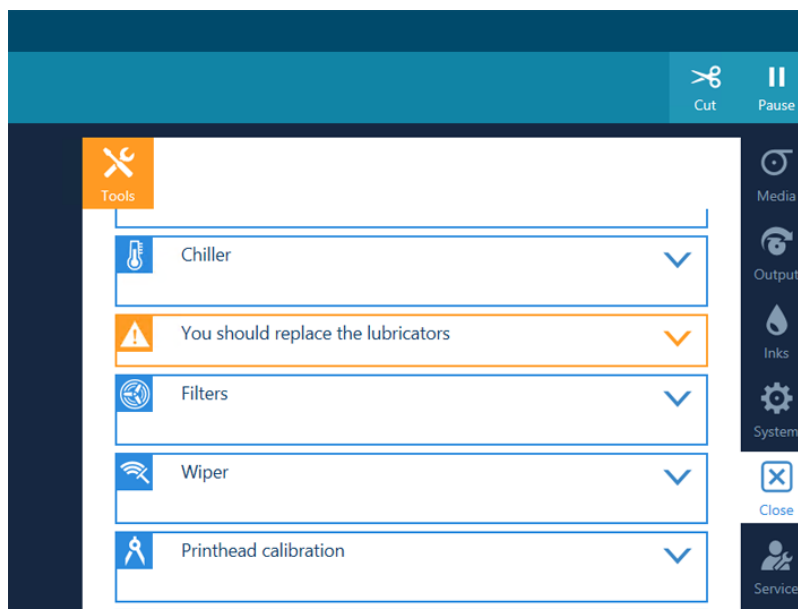 Cut
Pause
Tools
Media
Chiller
Output
You should replace the lubricators
Inks
Filters
System
Wiper
Close
Printhead calibration
Service